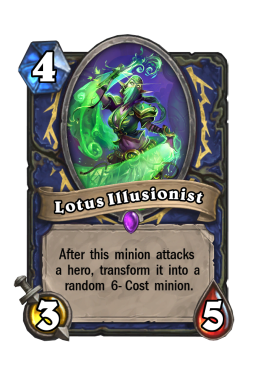 4
Lotus Illusionist
After this minion attacks
a hero, transform it into a
random 6- Cost minion.
3
5